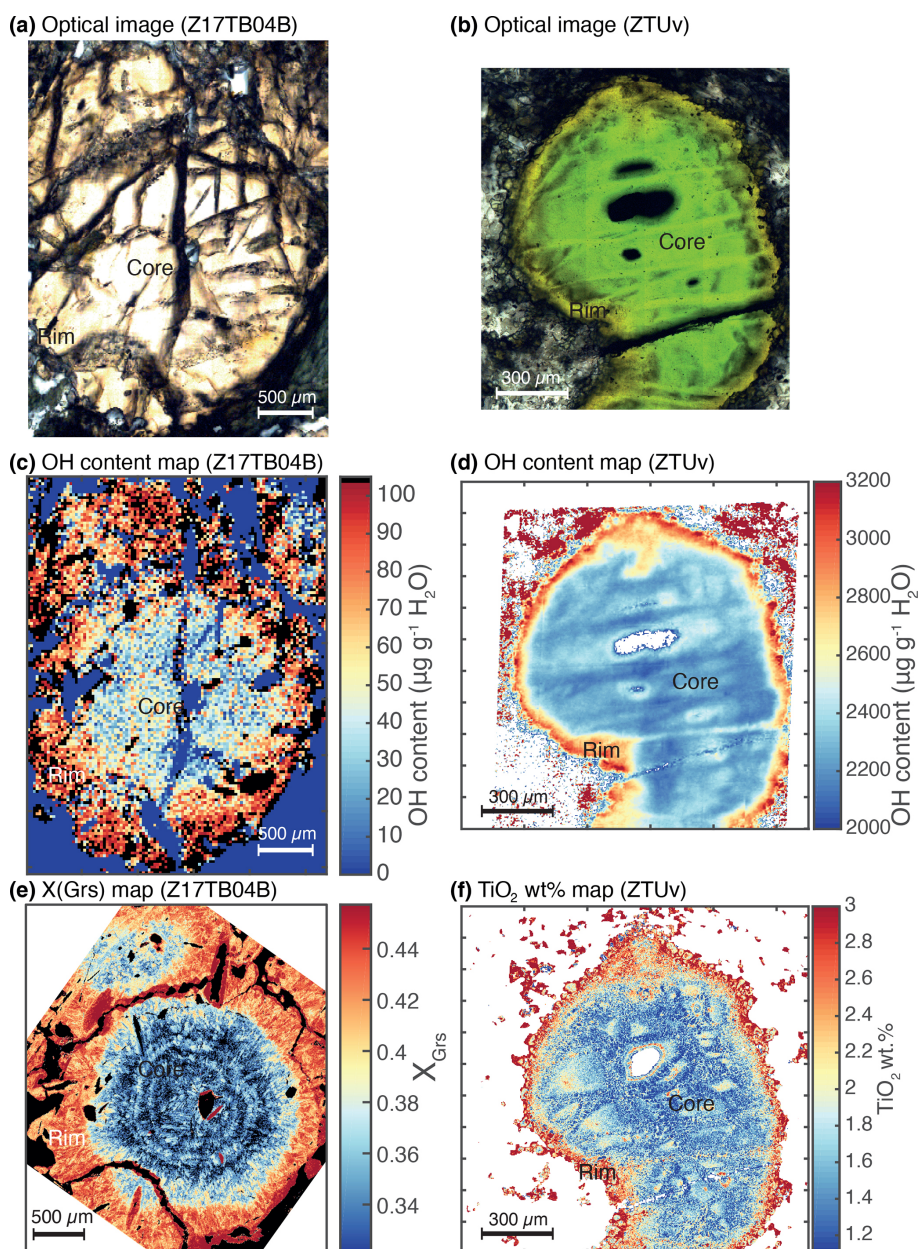 (a) Optical image (Z17TB04B)
Core
Rim
500 µm
(b) Optical image (ZTUv)
Core
Rim
300 µm
(c) OH content map (Z17TB04B)
Core
Rim
500 µm
100
90
80
70
60
50
40
30
20
10
0
OH content (µg g⁻¹ H₂O)
(d) OH content map (ZTUv)
Core
Rim
300 µm
3200
3000
2800
2600
2400
2200
2000
OH content (µg g⁻¹ H₂O)
(e) X(Grs) map (Z17TB04B)
Core
Rim
500 µm
0.44
0.42
0.4
0.38
0.36
0.34
X_Grs
(f) TiO₂ wt% map (ZTUv)
Core
Rim
300 µm
3
2.8
2.6
2.4
2.2
2
1.8
1.6
1.4
1.2
TiO₂ wt.%